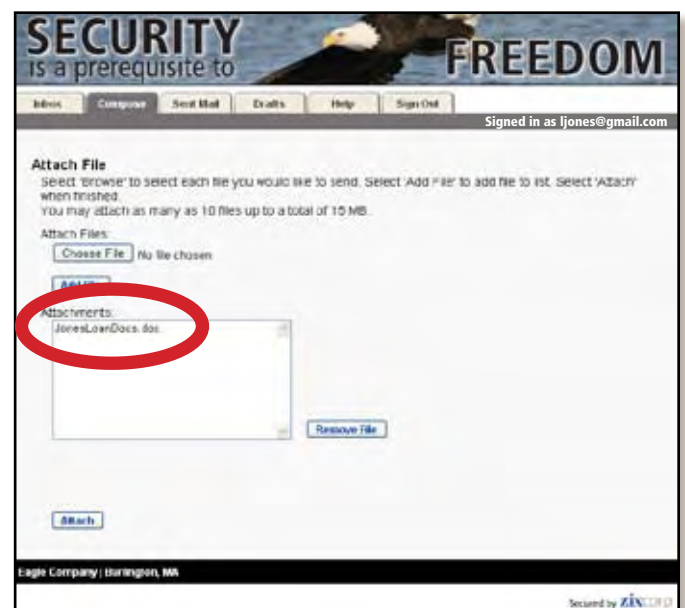 SECURITY
is a prerequisite to
FREEDOM
Inbox Compose Sent Mail Drafts Help Sign Out
Signed in as ljones@gmail.com
Attach File
Select 'Browse' to select each file you would like to send. Select 'Add File' to add file to list. Select 'Attach'
when finished.
You may attach as many as 10 files up to a total of 15 MB.
Attach Files:
Choose File No file chosen
Add File
Attachments:
JonesLoanDocs.doc
Remove File
Attach
Eagle Company | Burlington, MA
Secured by ZIXCORP